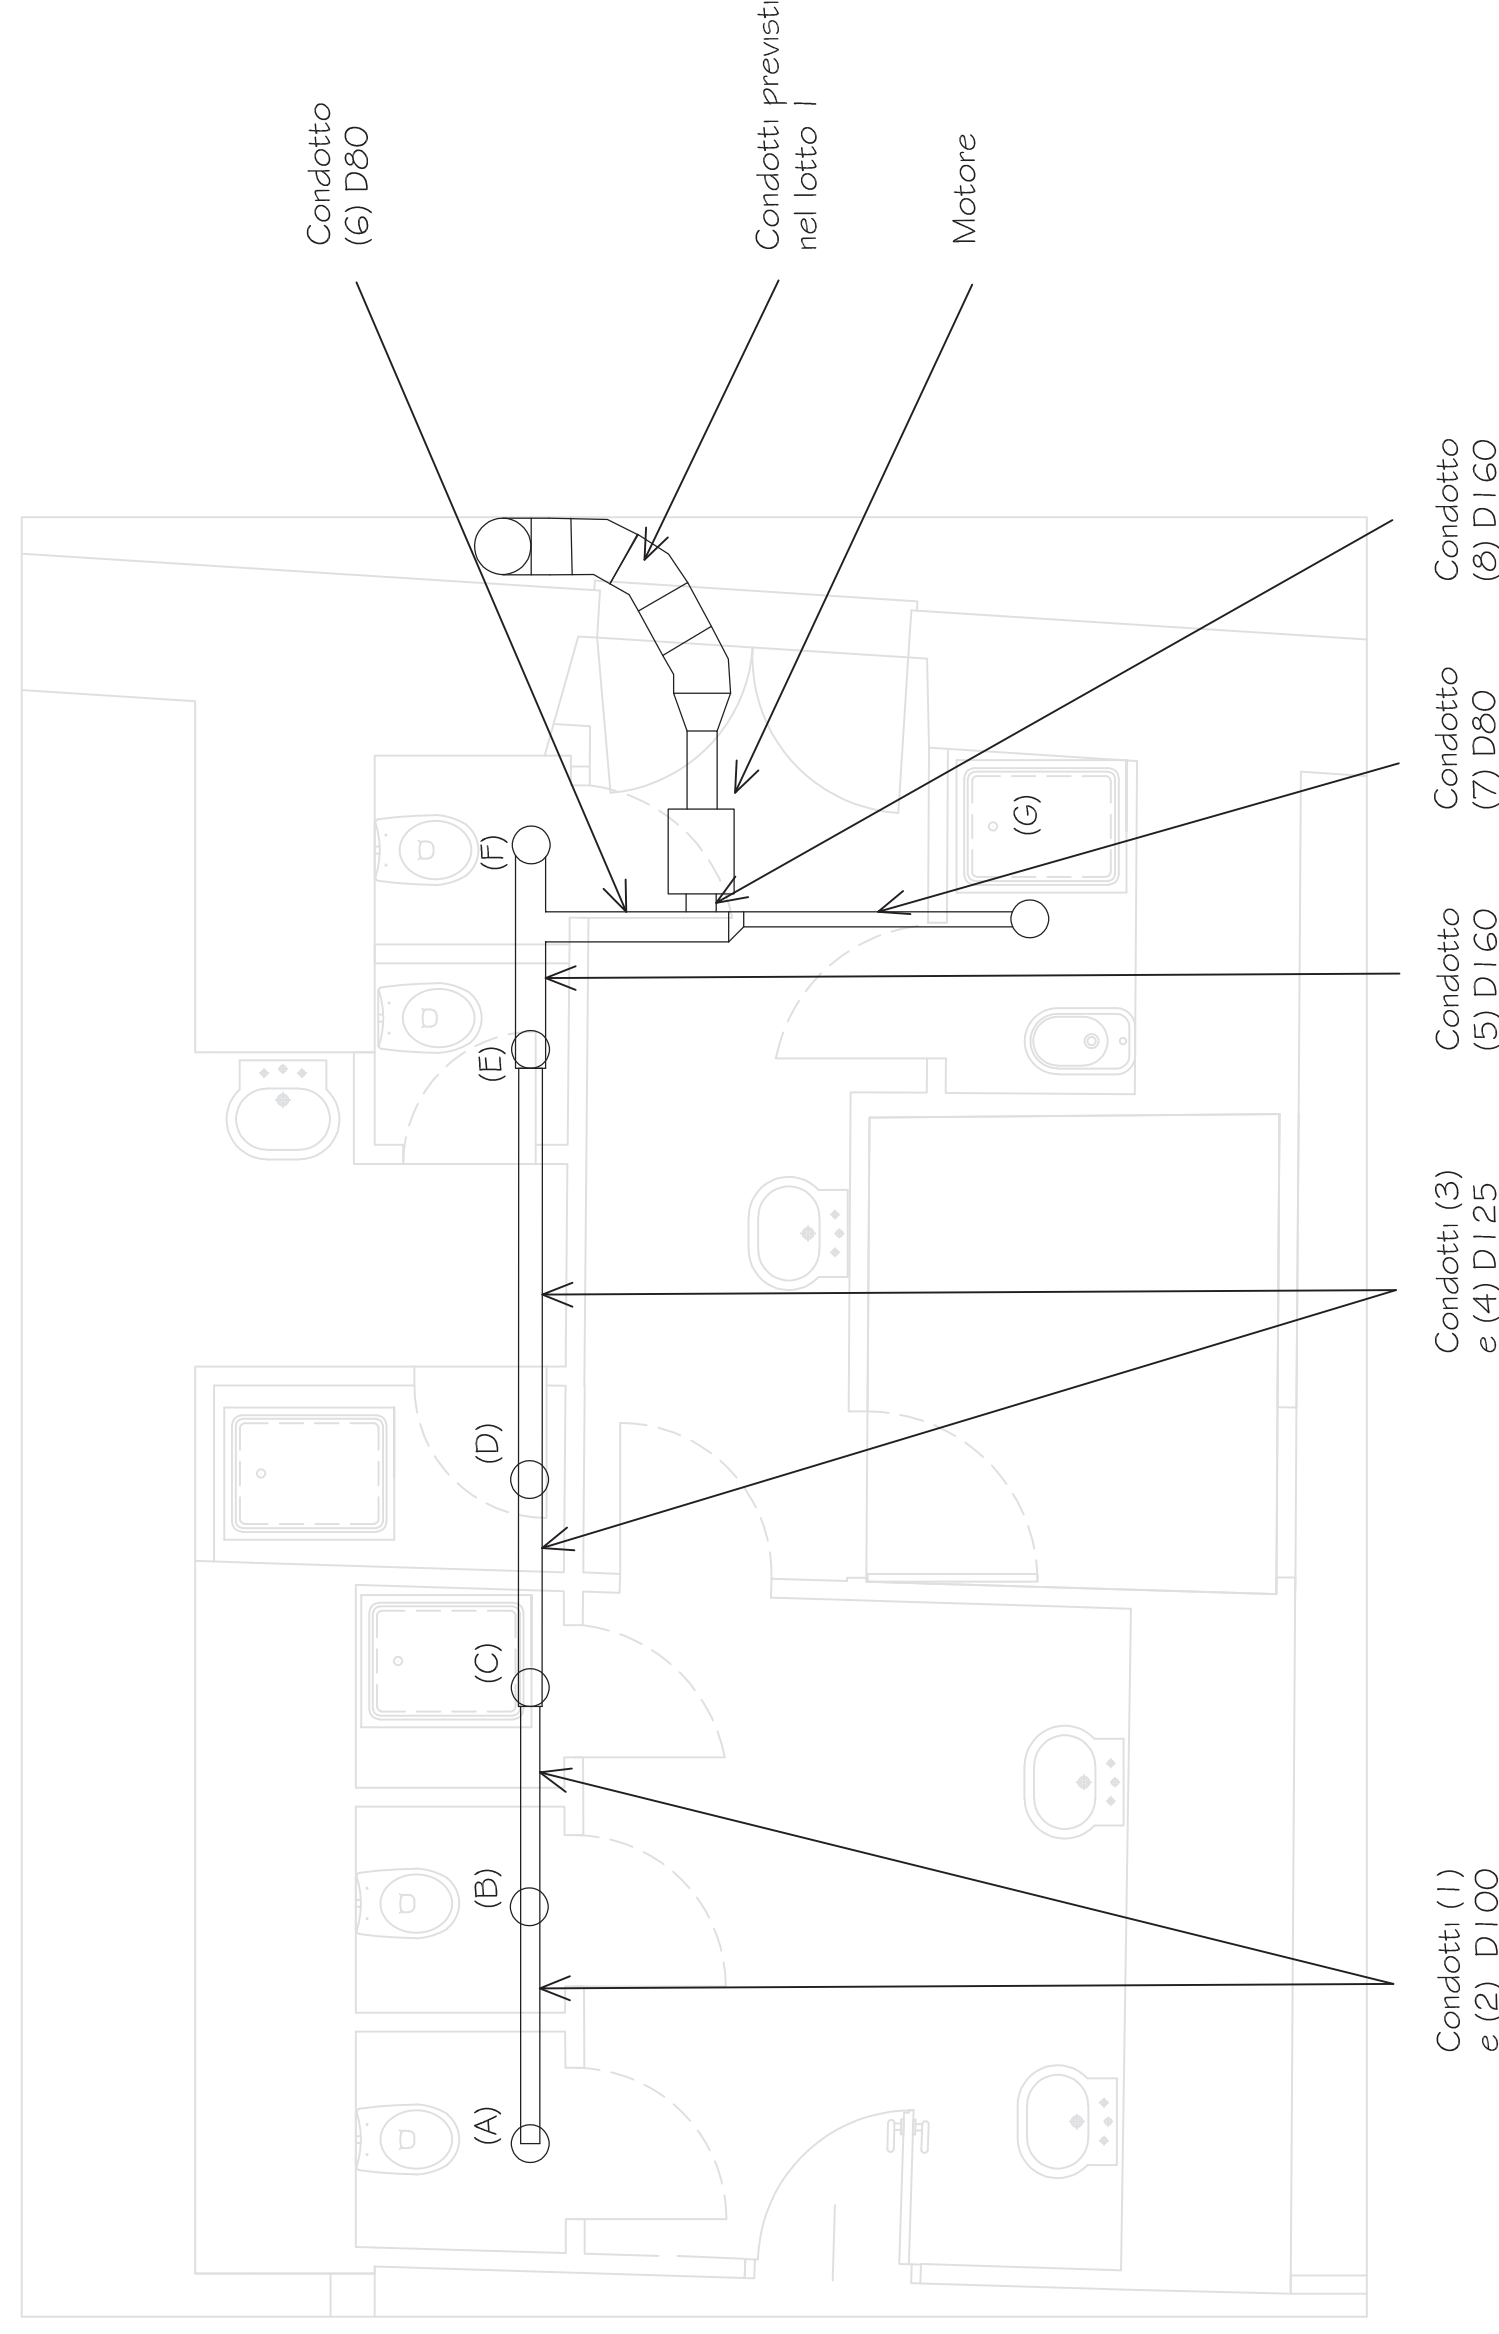 Condotto
(6) D80
Condotti previsti
nel lotto 1
Motore
(F)
(G)
(E)
(D)
(C)
(B)
(A)
Condotto
(8) D160
Condotto
(7) D80
Condotto
(5) D160
Condotti (3)
e (4) D125
Condotti (1)
e (2) D100